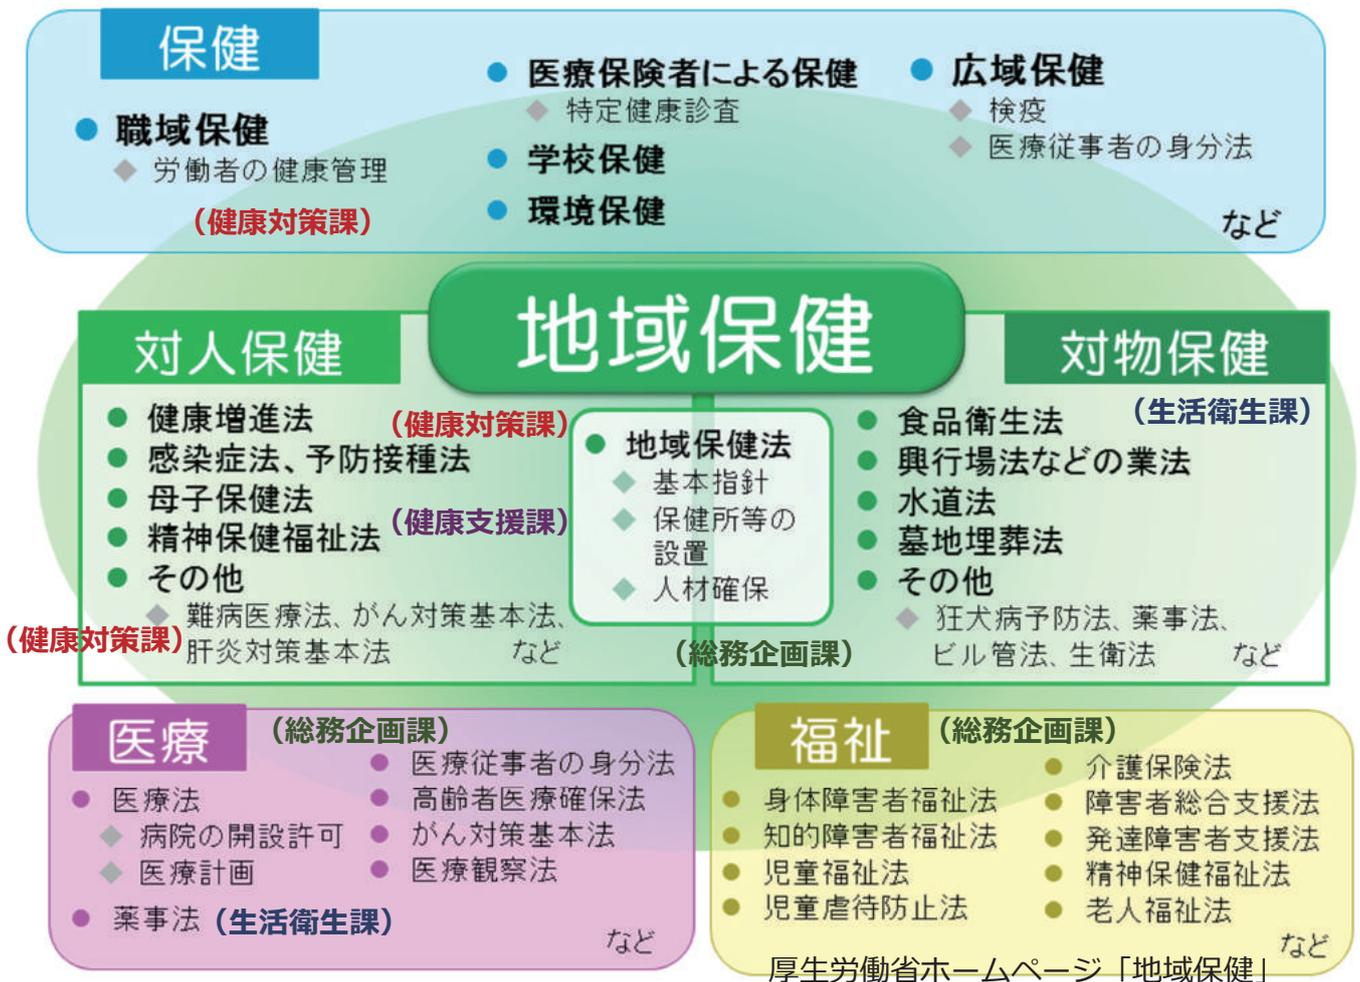 保健
● 職域保健
◆ 労働者の健康管理
（健康対策課）
● 医療保険者による保健
◆ 特定健康診査
● 学校保健
● 環境保健
● 広域保健
◆ 検疫
◆ 医療従事者の身分法
など
地域保健
対人保健
● 健康増進法
（健康対策課）
● 感染症法、予防接種法
● 母子保健法
● 精神保健福祉法
（健康支援課）
● その他
◆ 難病医療法、がん対策基本法、
（健康対策課）
肝炎対策基本法 など
● 地域保健法
◆ 基本指針
◆ 保健所等の
設置
◆ 人材確保
（総務企画課）
対物保健
（生活衛生課）
● 食品衛生法
● 興行場法などの業法
● 水道法
● 墓地埋葬法
● その他
◆ 狂犬病予防法、薬事法、
ビル管法、生衛法 など
医療
（総務企画課）
● 医療法
◆ 病院の開設許可
◆ 医療計画
● 薬事法（生活衛生課）
● 医療従事者の身分法
● 高齢者医療確保法
● がん対策基本法
● 医療観察法
など
福祉
（総務企画課）
● 身体障害者福祉法
● 知的障害者福祉法
● 児童福祉法
● 児童虐待防止法
● 介護保険法
● 障害者総合支援法
● 発達障害者支援法
● 精神保健福祉法
● 老人福祉法
など
厚生労働省ホームページ「地域保健」